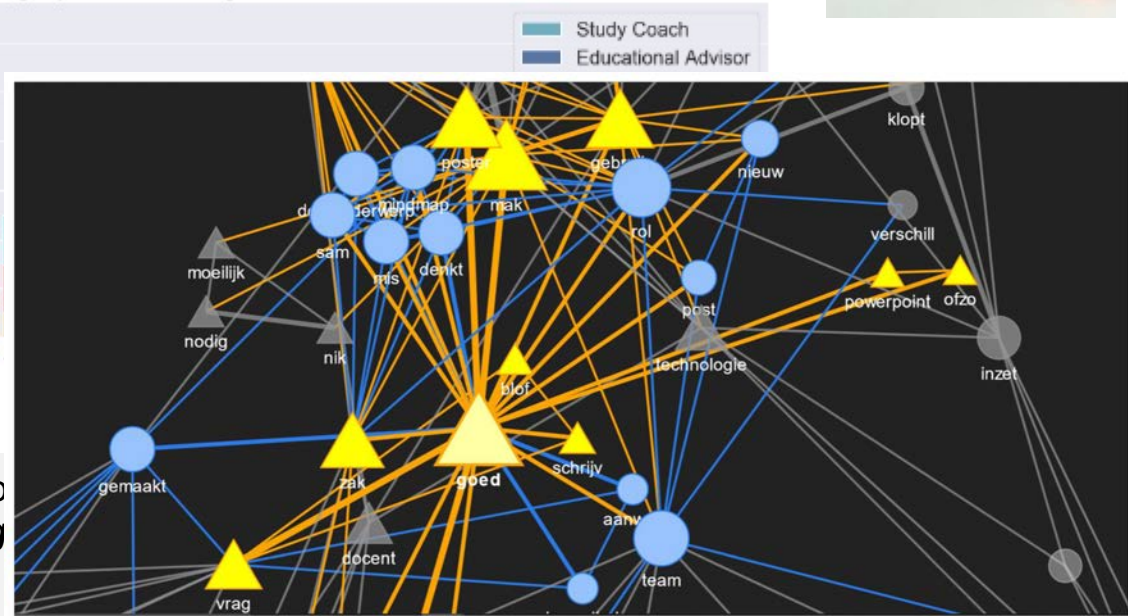 Study Coach
Educational Advisor
klopt
poster
gebr
nieuw
mindmap
mak
verschill
sam
rol
mis
denkt
moeilijk
post
powerpoint
ofzo
nodig
nik
technologie
inzet
blof
schrijv
gemaakt
zak
goed
aanw
docent
team
vrag